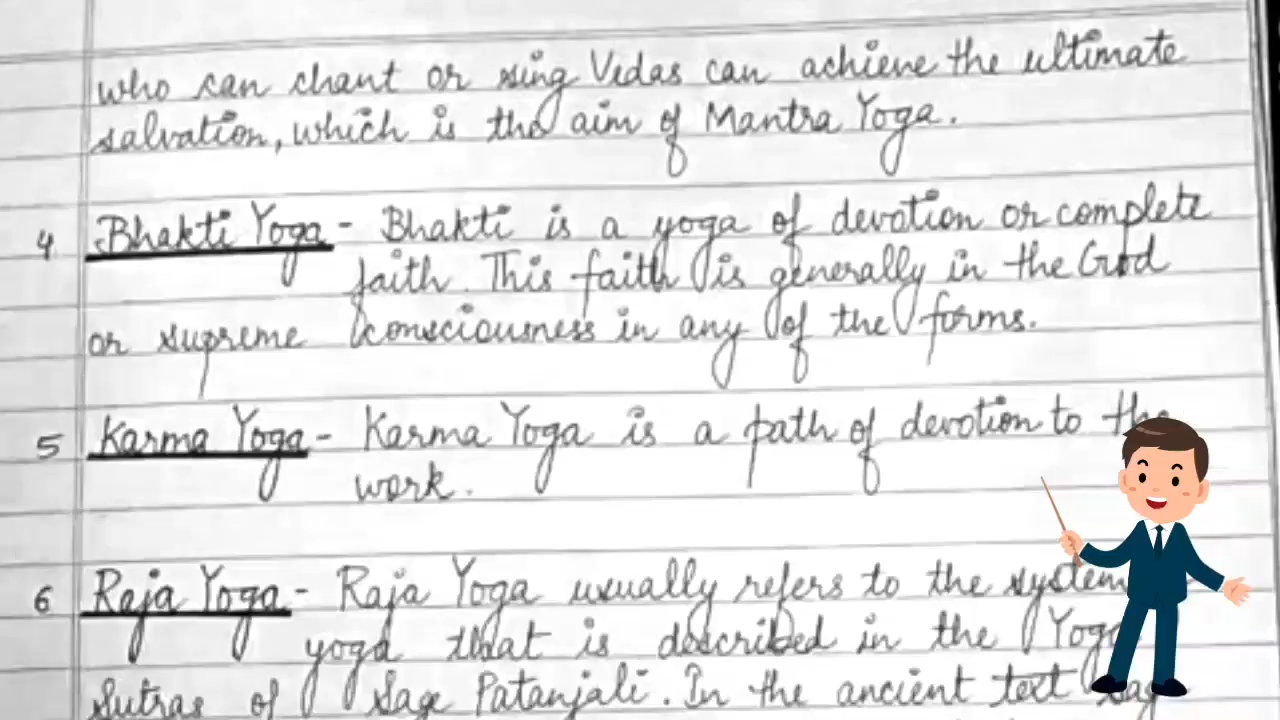 who can chant or sing Vedas can achieve the ultimate
salvation, which is the aim of Mantra Yoga.
4 Bhakti Yoga - Bhakti is a yoga of devotion or complete
faith. This faith is generally in the God
or supreme consciousness in any of the forms.
5 Karma Yoga - Karma Yoga is a path of devotion to the
work.
6 Raja Yoga - Raja Yoga usually refers to the system
yoga that is described in the Yoga
Sutras of Sage Patanjali. In the ancient text